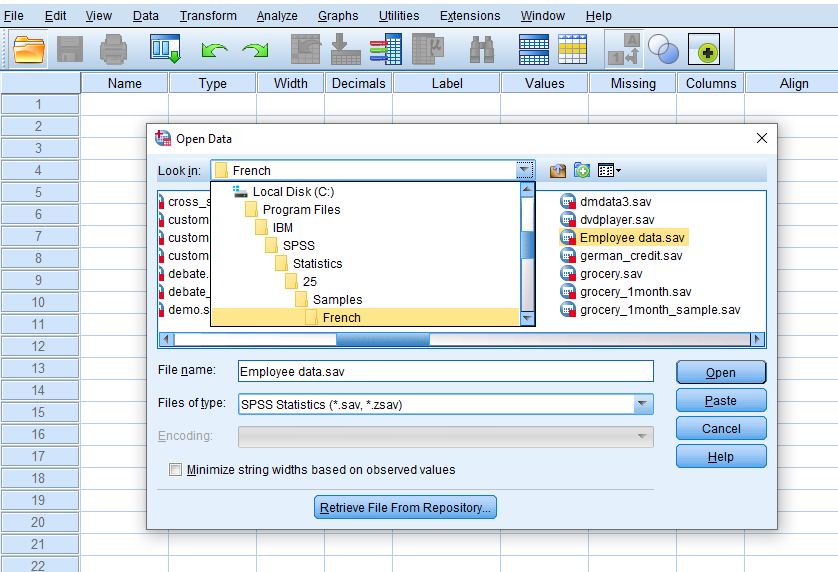 File Edit View Data Transform Analyze Graphs Utilities Extensions Window Help
Name Type Width Decimals Label Values Missing Columns Align
1
2
3
4
5
6
7
8
9
10
11
12
13
14
15
16
17
18
19
20
21
22
Open Data
Look in: French
Local Disk (C:)
Program Files
IBM
SPSS
Statistics
25
Samples
French
cross_s
custom
custom
custom
debate.
debate_
demo.s
dmdata3.sav
dvdplayer.sav
Employee data.sav
german_credit.sav
grocery.sav
grocery_1month.sav
grocery_1month_sample.sav
File name: Employee data.sav
Files of type: SPSS Statistics (*.sav, *.zsav)
Encoding:
Minimize string widths based on observed values
Open
Paste
Cancel
Help
Retrieve File From Repository...